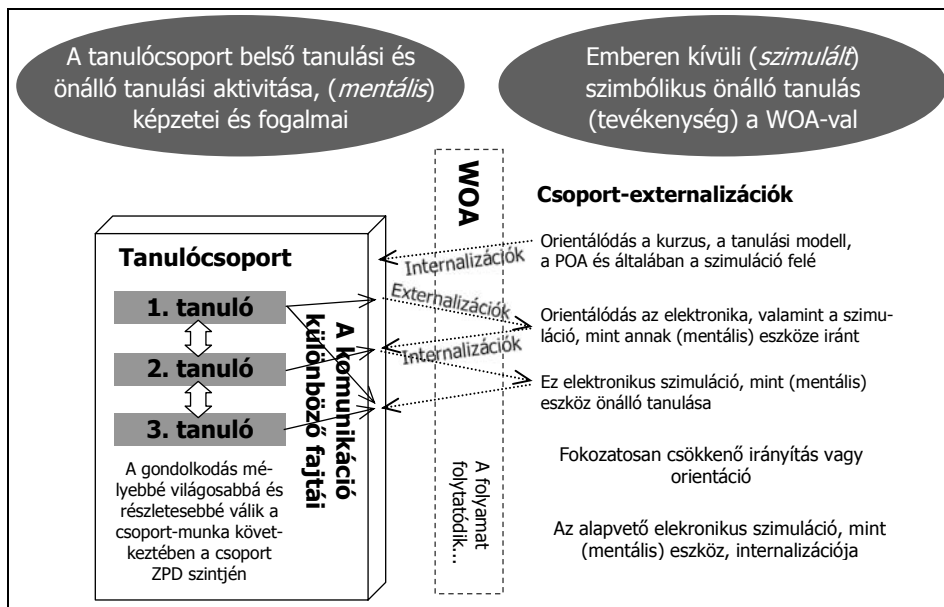 A tanulócsoport belső tanulási és
önálló tanulási aktivitása, (mentális)
képzetei és fogalmai
Emberen kívüli (szimulált)
szimbólikus önálló tanulás
(tevékenység) a WOA-val
WOA
Csoport-externalizációk
Tanulócsoport
1. tanuló
2. tanuló
3. tanuló
A gondolkodás mé-
lyebbé világosabbá és
részletesebbé válik a
csoport-munka követ-
keztében a csoport
ZPD szintjén
A komunikáció
különböző fajtái
Internalizációk
Externalizációk
Internalizációk
A folyamat
folytatódik...
Orientálódás a kurzus, a tanulási modell,
a POA és általában a szimuláció felé
Orientálódás az elektronika, valamint a szimu-
láció, mint annak (mentális) eszköze iránt
Ez elektronikus szimuláció, mint (mentális)
eszköz önálló tanulása
Fokozatosan csökkenő irányítás vagy
orientáció
Az alapvető elekronikus szimuláció, mint
(mentális) eszköz, internalizációja